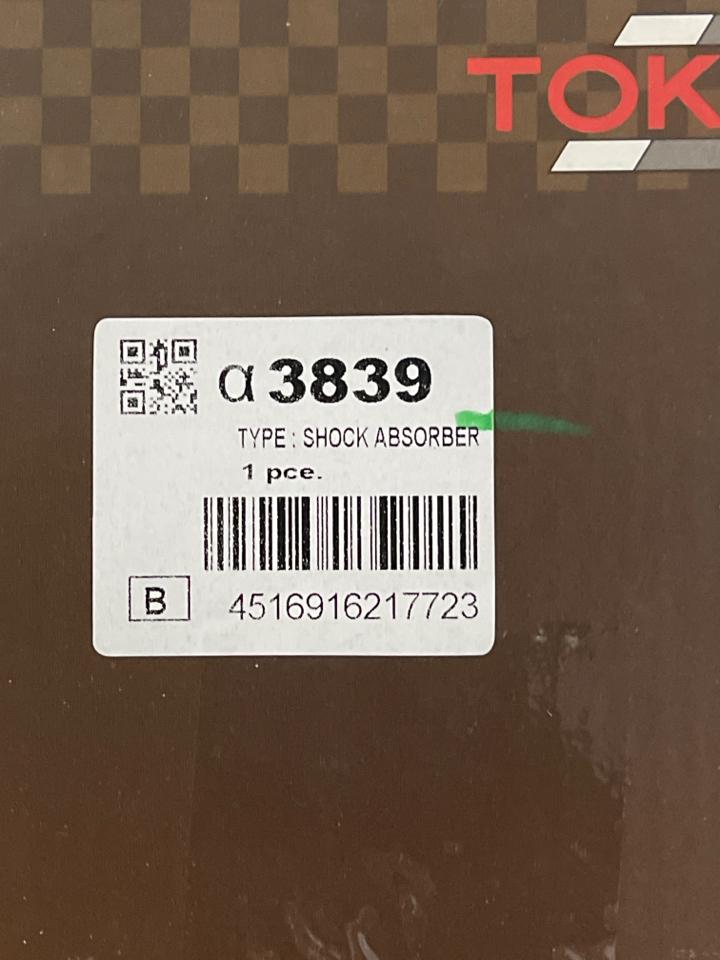 TOK
α3839
TYPE : SHOCK ABSORBER
1 pce.
B
4516916217723